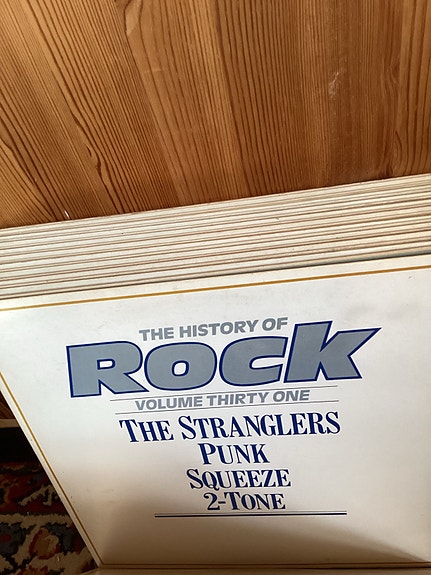 THE HISTORY OF
ROCK
VOLUME THIRTY ONE
THE STRANGLERS
PUNK
SQUEEZE
2-TONE